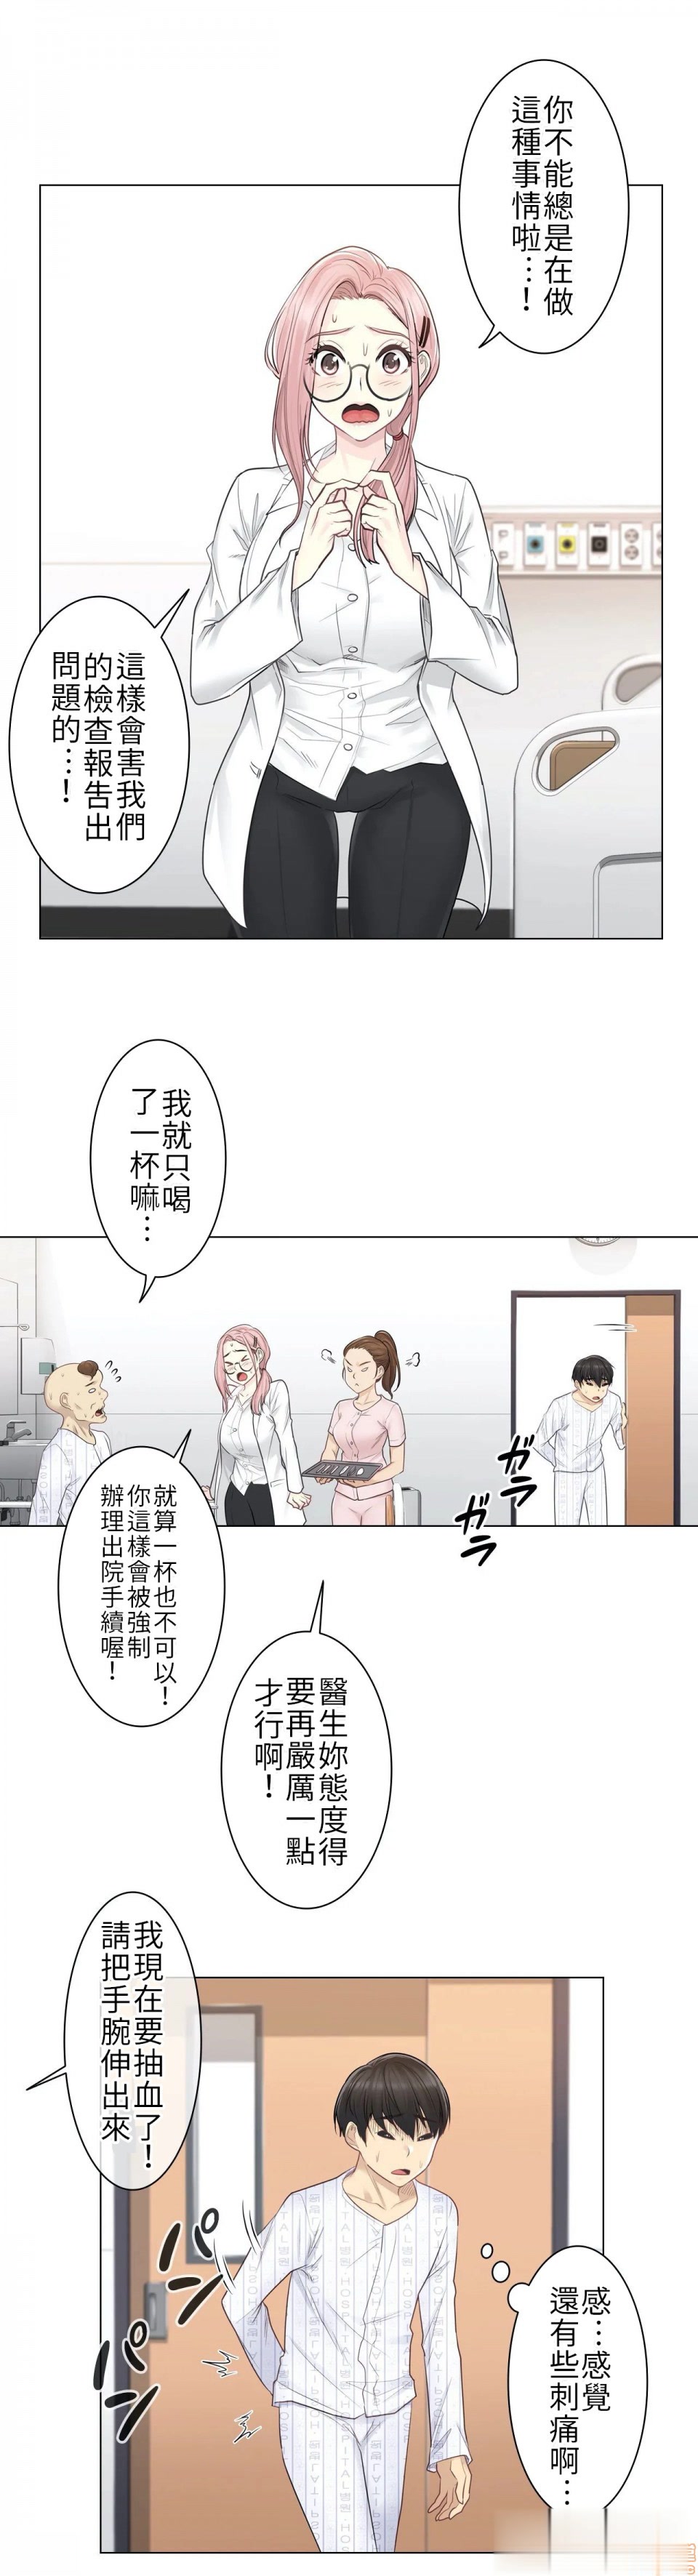 你不能總是在做
這種事情啦…！
這樣會害我們
的檢查報告出
問題的…！
我就只喝
了一杯嘛…
ガラ
ガラ
就算一杯也不可以！
你這樣會被強制
辦理出院手續喔！
醫生妳態度得
要再嚴厲一點
才行啊！
我現在要抽血了！
請把手腕伸出來
パン
パン
感…感覺
還有些刺痛啊…